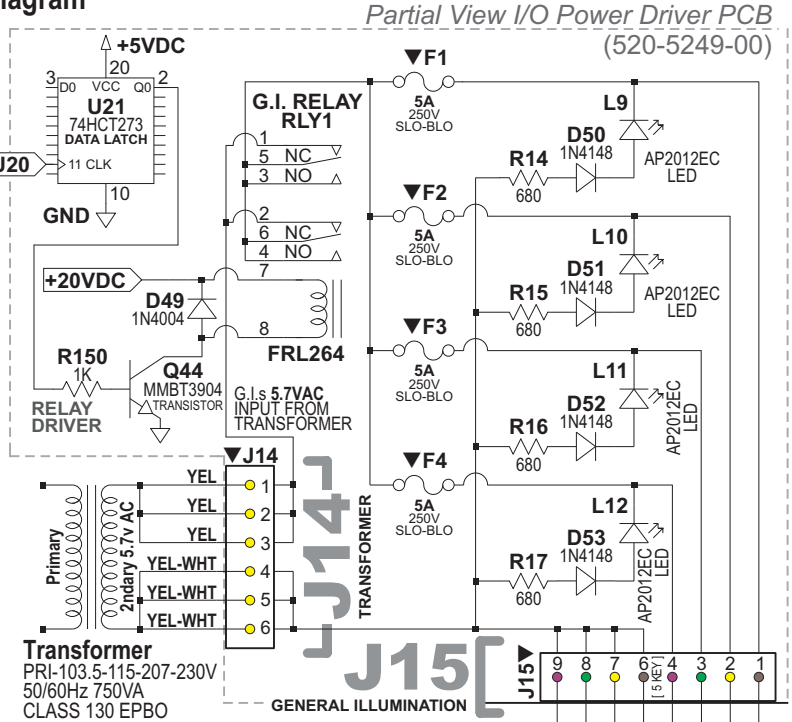 Diagram
Partial View I/O Power Driver PCB
(520-5249-00)
+5VDC
20
3 D0 VCC Q0 2
U21
74HCT273
DATA LATCH
J20
11 CLK
10
GND
G.I. RELAY
RLY1
1
5 NC
3 NO
2
6 NC
4 NO
7
8
FRL264
+20VDC
D49
1N4004
R150
1K
RELAY
DRIVER
Q44
MMBT3904
TRANSISTOR
G.I.s 5.7VAC
INPUT FROM
TRANSFORMER
▼F1
5A
250V
SLO-BLO
L9
D50
1N4148
R14
680
AP2012EC
LED
▼F2
5A
250V
SLO-BLO
L10
D51
1N4148
R15
680
AP2012EC
LED
▼F3
5A
250V
SLO-BLO
L11
D52
1N4148
R16
680
AP2012EC
LED
▼F4
5A
250V
SLO-BLO
L12
D53
1N4148
R17
680
AP2012EC
LED
▼J14
YEL 1
YEL 2
YEL 3
YEL-WHT 4
YEL-WHT 5
YEL-WHT 6
J14
TRANSFORMER
Primary
2ndary 5.7v AC
Transformer
PRI-103.5-115-207-230V
50/60Hz 750VA
CLASS 130 EPBO
J15
GENERAL ILLUMINATION
J15▼
9 8 7 6 [ 5 KEY ] 4 3 2 1